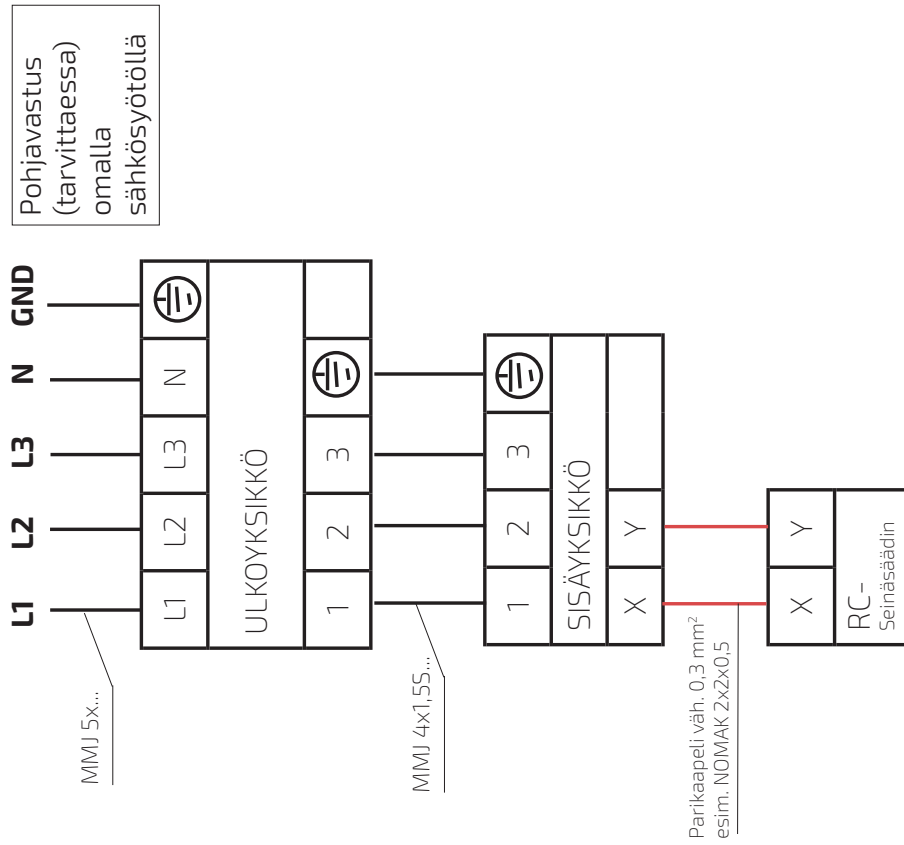 Pohjavastus
(tarvittaessa)
omalla
sähkösyötöllä
L1 L2 L3 N GND
MMJ 5x...
L1 L2 L3 N
ULKOYKSIKKÖ
1 2 3
MMJ 4x1,5S...
1 2 3
SISÄYKSIKKÖ
X Y
Parikaapeli väh. 0,3 mm²
esim. NOMAK 2x2x0,5
X Y
RC-
Seinäsäädin